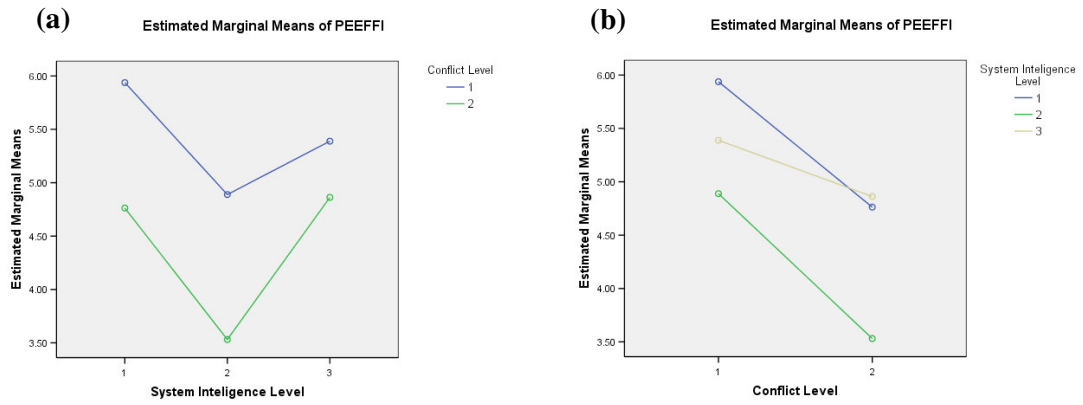 (a)
Estimated Marginal Means of PEEFFI
Estimated Marginal Means
6.00
5.50
5.00
4.50
4.00
3.50
1
2
3
System Inteligence Level
Conflict Level
1
2
(b)
Estimated Marginal Means of PEEFFI
Estimated Marginal Means
6.00
5.50
5.00
4.50
4.00
3.50
1
2
Conflict Level
System Inteligence
Level
1
2
3